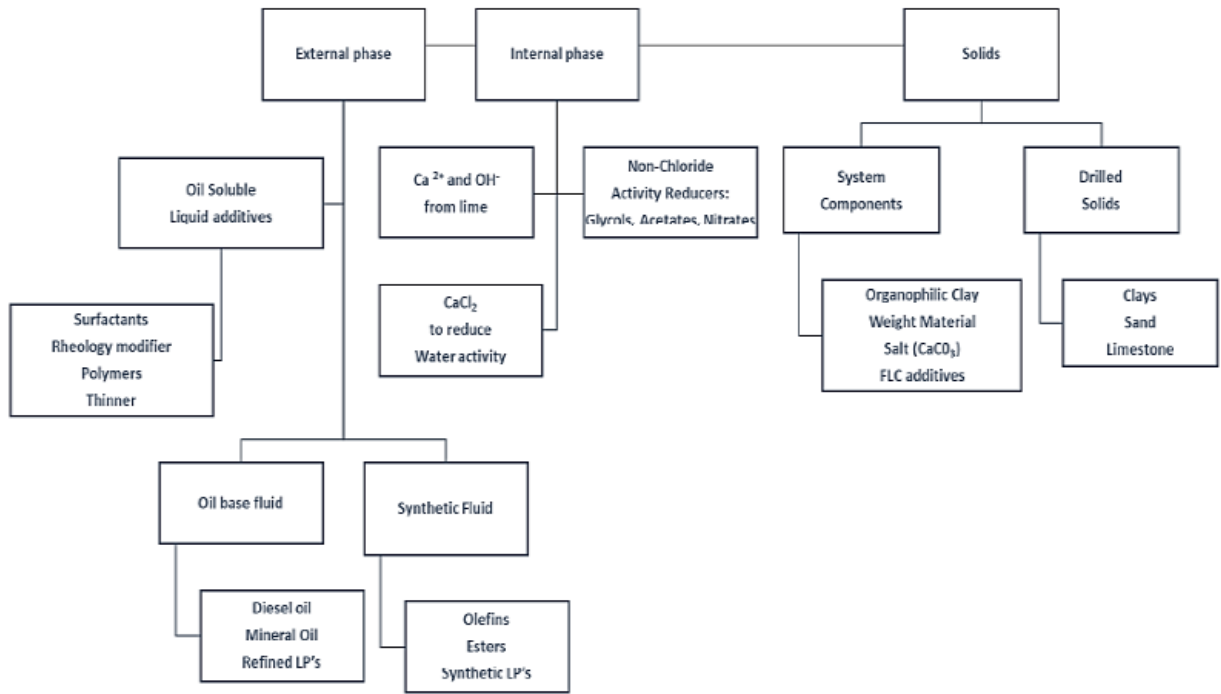 External phase
Internal phase
Solids
Oil Soluble
Liquid additives
Ca 2+ and OH-
from lime
Non-Chloride
Activity Reducers:
Glycols, Acetates, Nitrates
System
Components
Drilled
Solids
Surfactants
Rheology modifier
Polymers
Thinner
CaCl₂
to reduce
Water activity
Organophilic Clay
Weight Material
Salt (CaC0₃)
FLC additives
Clays
Sand
Limestone
Oil base fluid
Synthetic Fluid
Diesel oil
Mineral Oil
Refined LP's
Olefins
Esters
Synthetic LP's